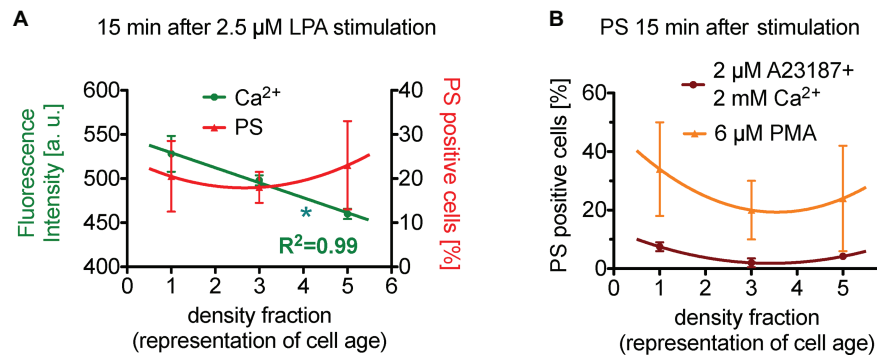 A
15 min after 2.5 µM LPA stimulation
Fluorescence
Intensity [a. u.]
600
550
500
450
400
Ca2+
PS
*
R2=0.99
40
30
20
10
0
PS positive cells [%]
0 1 2 3 4 5 6
density fraction
(representation of cell age)
B
PS 15 min after stimulation
2 µM A23187+
2 mM Ca2+
6 µM PMA
PS positive cells [%]
60
40
20
0
0 1 2 3 4 5
density fraction
(representation of cell age)